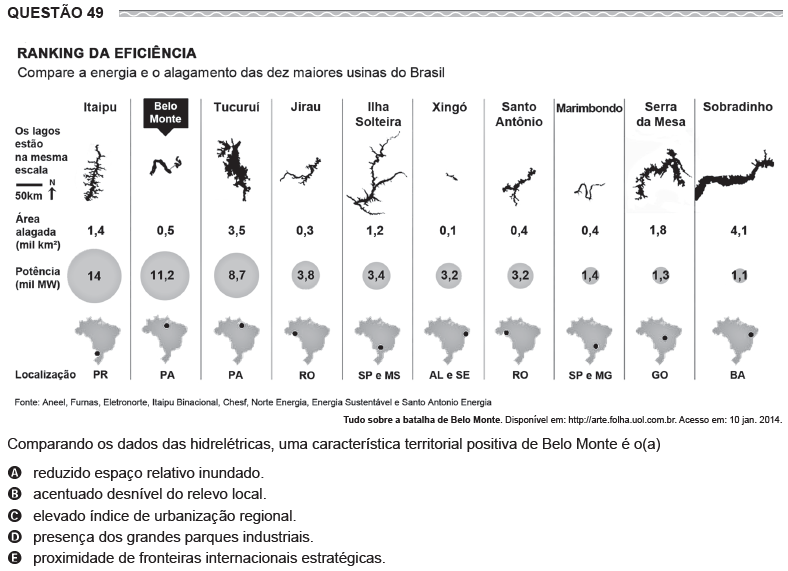 QUESTÃO 49
RANKING DA EFICIÊNCIA
Compare a energia e o alagamento das dez maiores usinas do Brasil
Itaipu Belo Monte Tucuruí Jirau Ilha Solteira Xingó Santo Antônio Marimbondo Serra da Mesa Sobradinho
Os lagos
estão
na mesma
escala
N
50km
Área
alagada
(mil km²)
1,4 0,5 3,5 0,3 1,2 0,1 0,4 0,4 1,8 4,1
Potência
(mil MW)
14 11,2 8,7 3,8 3,4 3,2 3,2 1,4 1,3 1,1
Localização PR PA PA RO SP e MS AL e SE RO SP e MG GO BA
Fonte: Aneel, Furnas, Eletronorte, Itaipu Binacional, Chesf, Norte Energia, Energia Sustentável e Santo Antonio Energia
Tudo sobre a batalha de Belo Monte. Disponível em: http://arte.folha.uol.com.br. Acesso em: 10 jan. 2014.
Comparando os dados das hidrelétricas, uma característica territorial positiva de Belo Monte é o(a)
A reduzido espaço relativo inundado.
B acentuado desnível do relevo local.
C elevado índice de urbanização regional.
D presença dos grandes parques industriais.
E proximidade de fronteiras internacionais estratégicas.